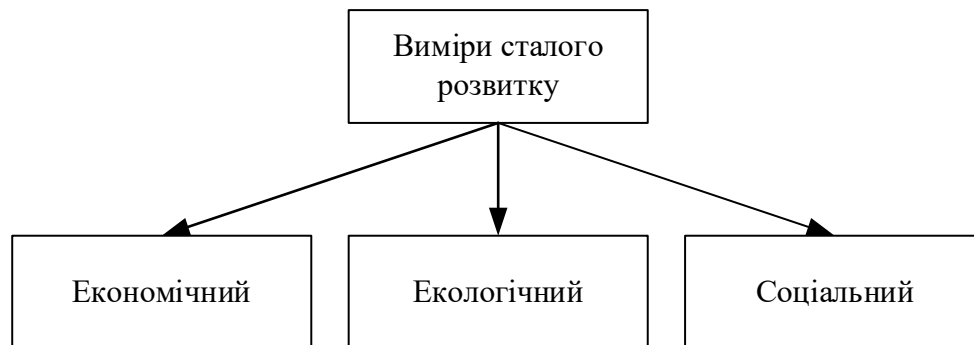 Виміри сталого
розвитку
Економічний
Екологічний
Соціальний